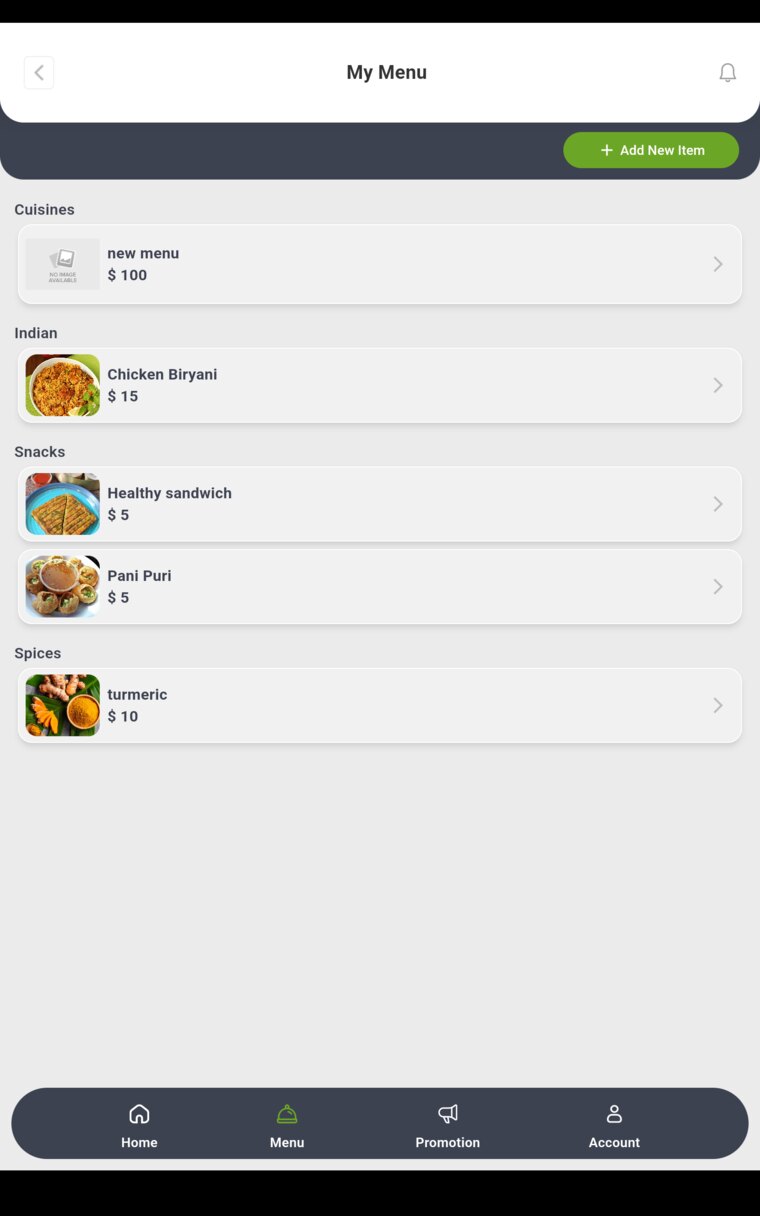 My Menu
+ Add New Item
Cuisines
NO IMAGE
AVAILABLE
new menu
$ 100
Indian
Chicken Biryani
$ 15
Snacks
Healthy sandwich
$ 5
Pani Puri
$ 5
Spices
turmeric
$ 10
Home
Menu
Promotion
Account